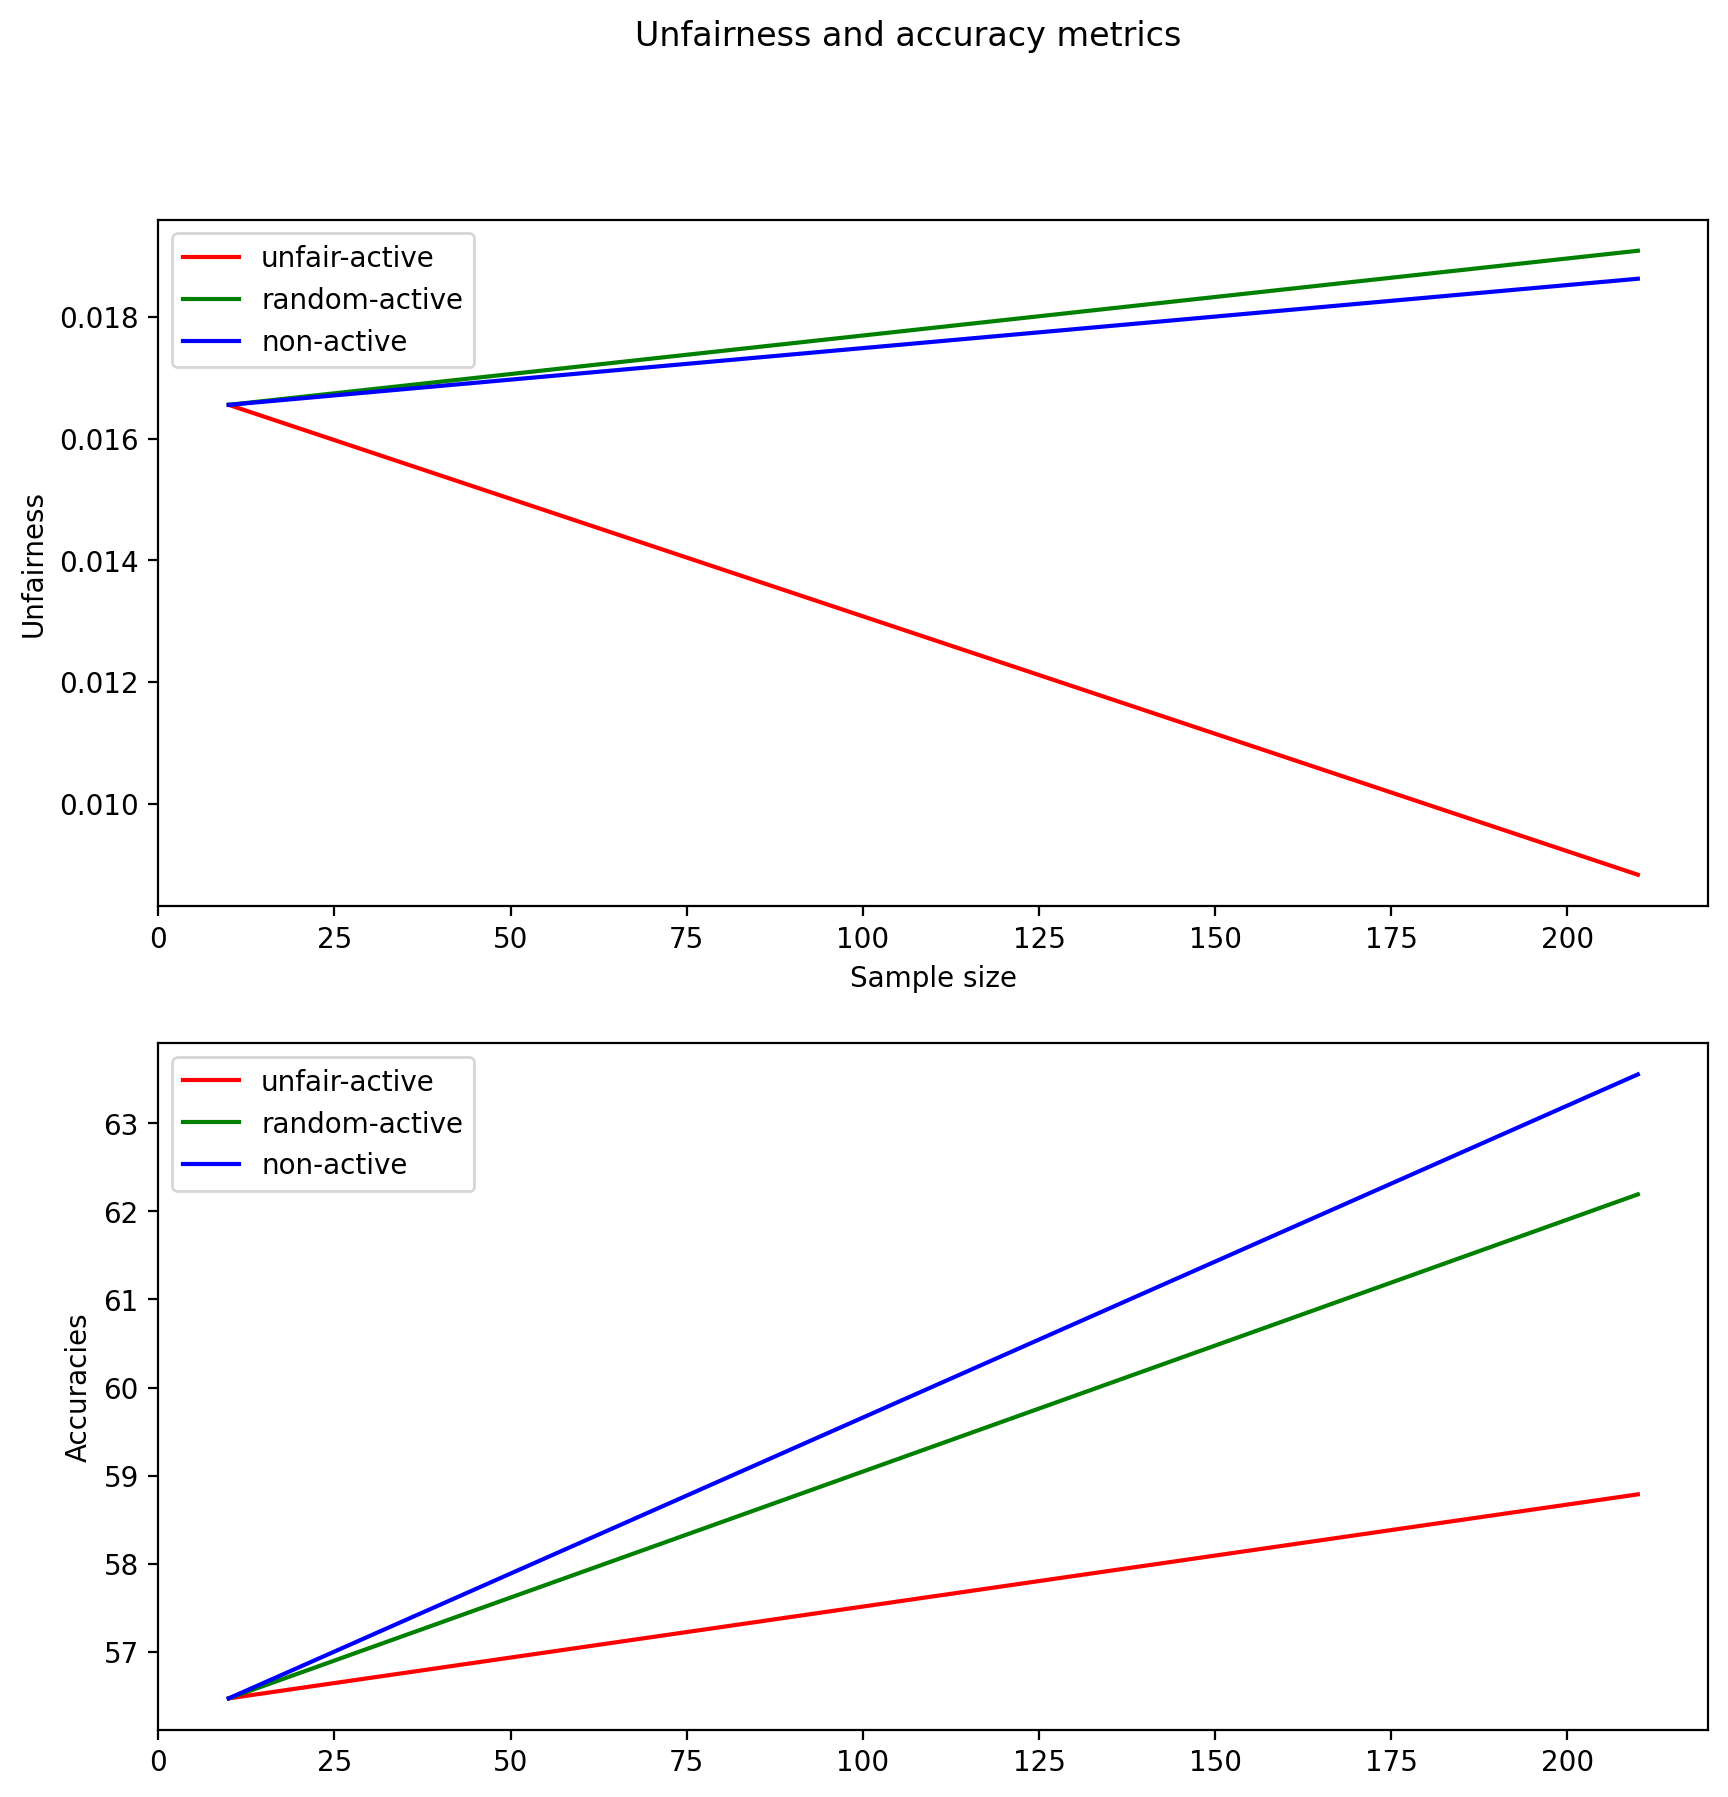 Unfairness and accuracy metrics
unfair-active
random-active
non-active
0.018
0.016
0.014
0.012
0.010
Unfairness
0 25 50 75 100 125 150 175 200
Sample size
unfair-active
random-active
non-active
63
62
61
60
59
58
57
Accuracies
0 25 50 75 100 125 150 175 200